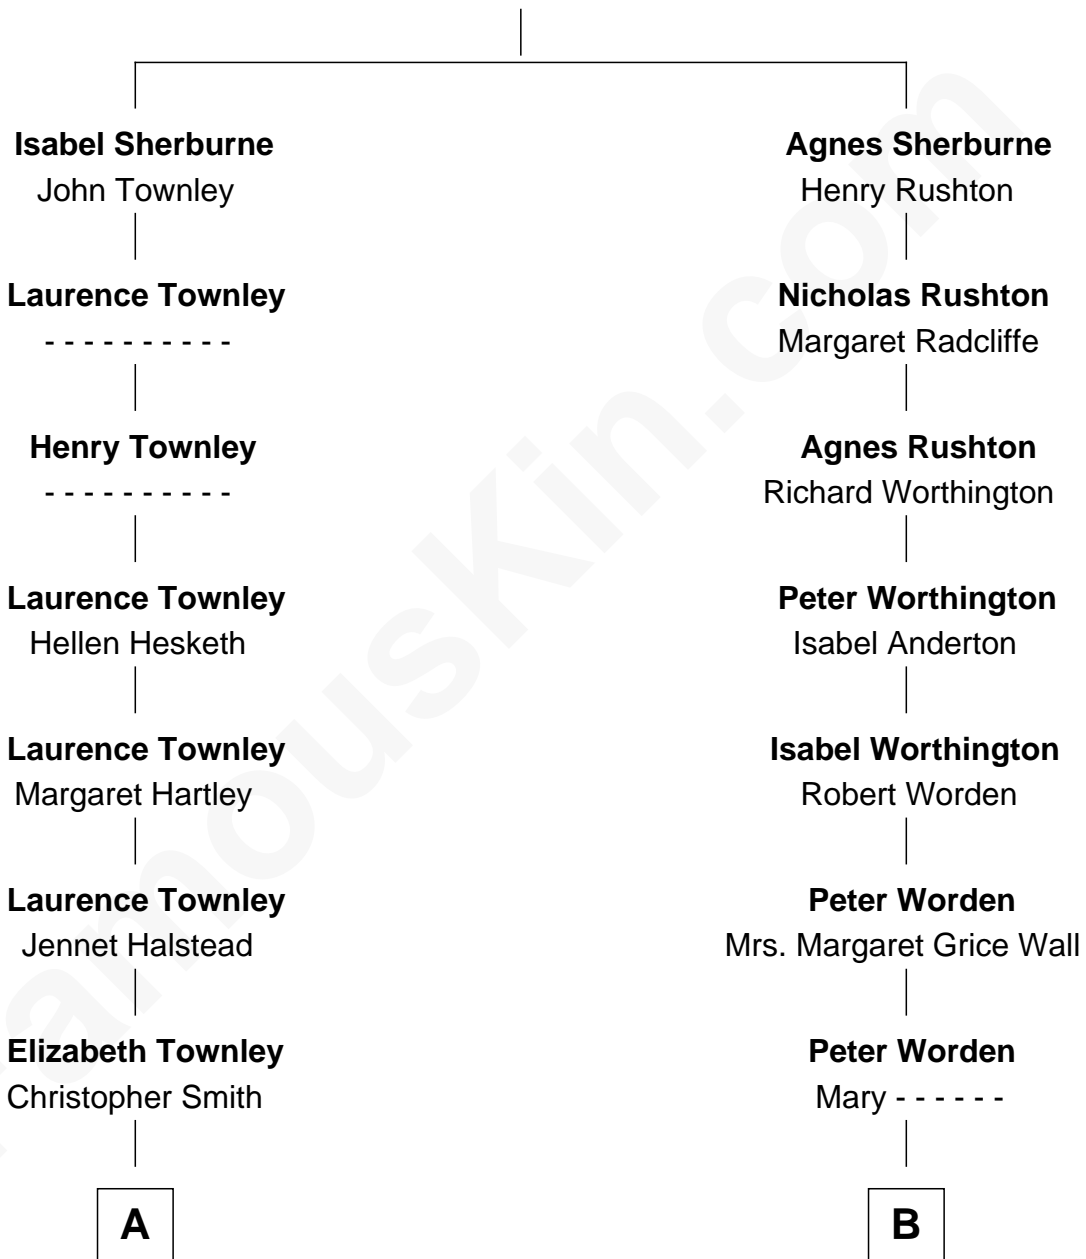 Isabel Sherburne
John Townley
Laurence Townley
- - - - - - - - - -
Henry Townley
- - - - - - - - - -
Laurence Townley
Hellen Hesketh
Laurence Townley
Margaret Hartley
Laurence Townley
Jennet Halstead
Elizabeth Townley
Christopher Smith
A
Agnes Sherburne
Henry Rushton
Nicholas Rushton
Margaret Radcliffe
Agnes Rushton
Richard Worthington
Peter Worthington
Isabel Anderton
Isabel Worthington
Robert Worden
Peter Worden
Mrs. Margaret Grice Wall
Peter Worden
Mary - - - - - -
B
FamousKin.com